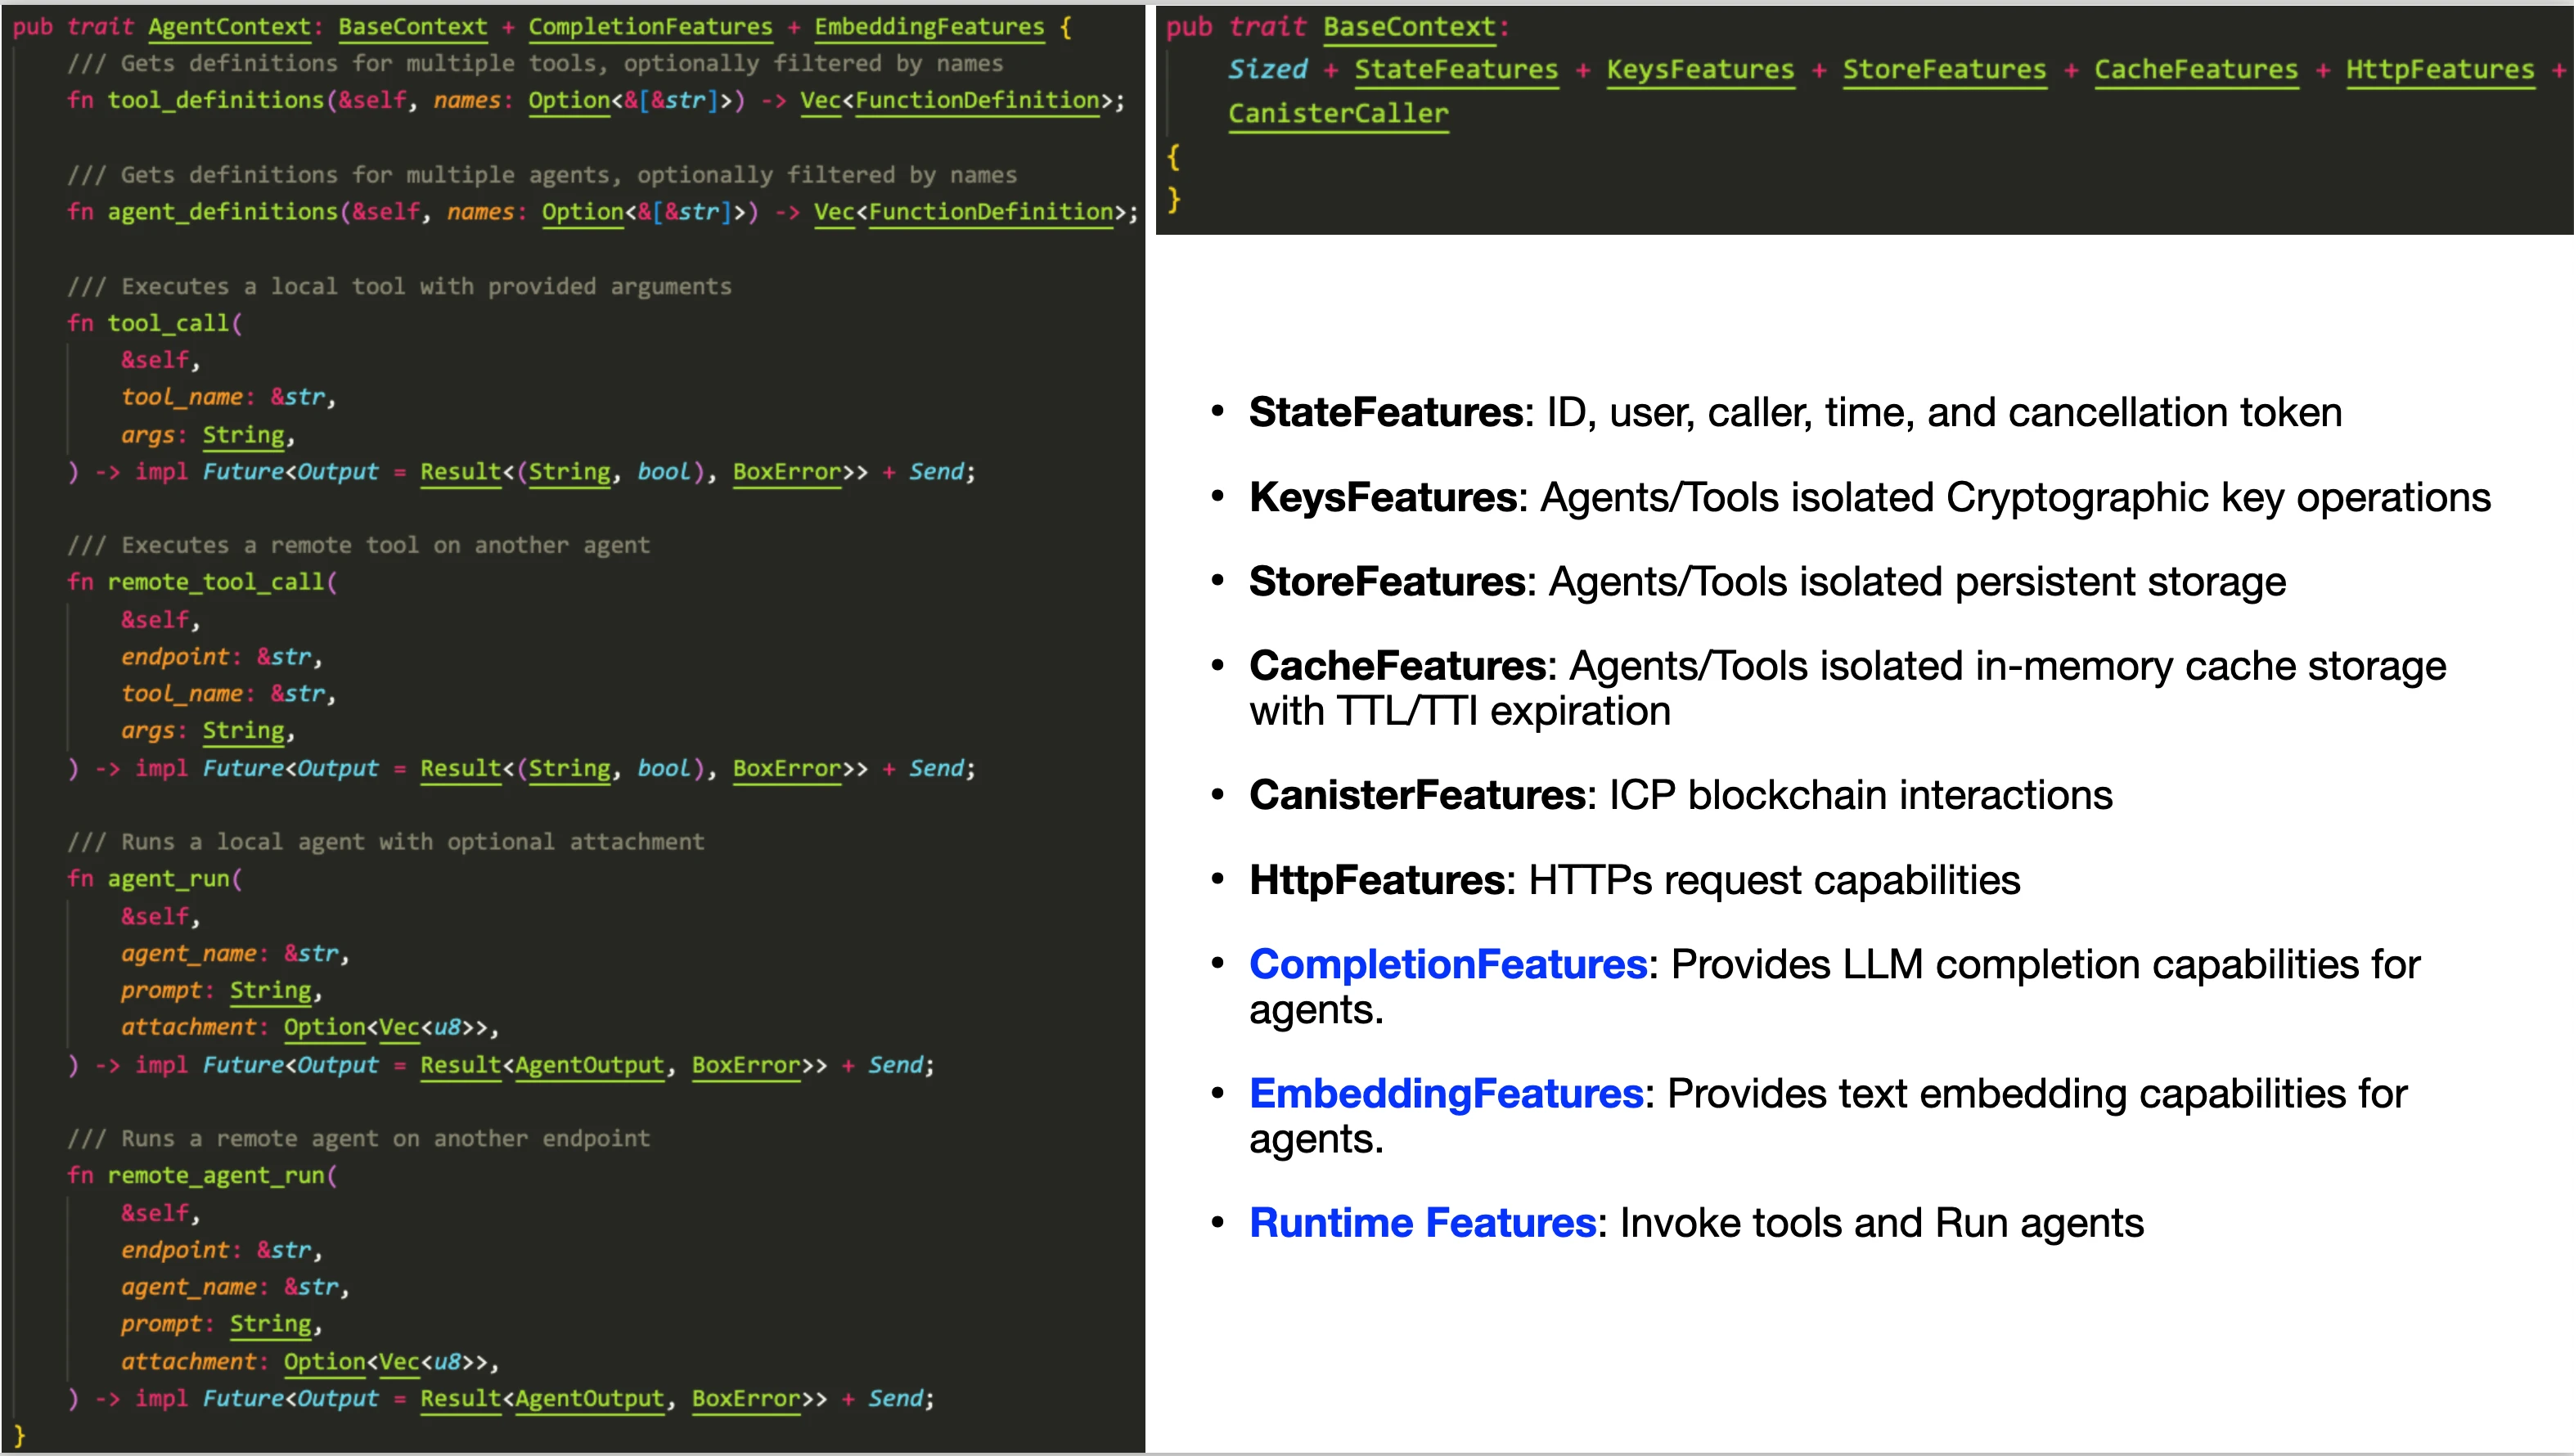 pub trait AgentContext: BaseContext + CompletionFeatures + EmbeddingFeatures {
    /// Gets definitions for multiple tools, optionally filtered by names
    fn tool_definitions(&self, names: Option<&[&str]>) -> Vec<FunctionDefinition>;

    /// Gets definitions for multiple agents, optionally filtered by names
    fn agent_definitions(&self, names: Option<&[&str]>) -> Vec<FunctionDefinition>;

    /// Executes a local tool with provided arguments
    fn tool_call(
        &self,
        tool_name: &str,
        args: String,
    ) -> impl Future<Output = Result<(String, bool), BoxError>> + Send;

    /// Executes a remote tool on another agent
    fn remote_tool_call(
        &self,
        endpoint: &str,
        tool_name: &str,
        args: String,
    ) -> impl Future<Output = Result<(String, bool), BoxError>> + Send;

    /// Runs a local agent with optional attachment
    fn agent_run(
        &self,
        agent_name: &str,
        prompt: String,
        attachment: Option<Vec<u8>>,
    ) -> impl Future<Output = Result<AgentOutput, BoxError>> + Send;

    /// Runs a remote agent on another endpoint
    fn remote_agent_run(
        &self,
        endpoint: &str,
        agent_name: &str,
        prompt: String,
        attachment: Option<Vec<u8>>,
    ) -> impl Future<Output = Result<AgentOutput, BoxError>> + Send;
}
pub trait BaseContext:
    Sized + StateFeatures + KeysFeatures + StoreFeatures + CacheFeatures + HttpFeatures +
    CanisterCaller
{
}
• StateFeatures: ID, user, caller, time, and cancellation token
• KeysFeatures: Agents/Tools isolated Cryptographic key operations
• StoreFeatures: Agents/Tools isolated persistent storage
• CacheFeatures: Agents/Tools isolated in-memory cache storage
with TTL/TTI expiration
• CanisterFeatures: ICP blockchain interactions
• HttpFeatures: HTTPs request capabilities
• CompletionFeatures: Provides LLM completion capabilities for
agents.
• EmbeddingFeatures: Provides text embedding capabilities for
agents.
• Runtime Features: Invoke tools and Run agents